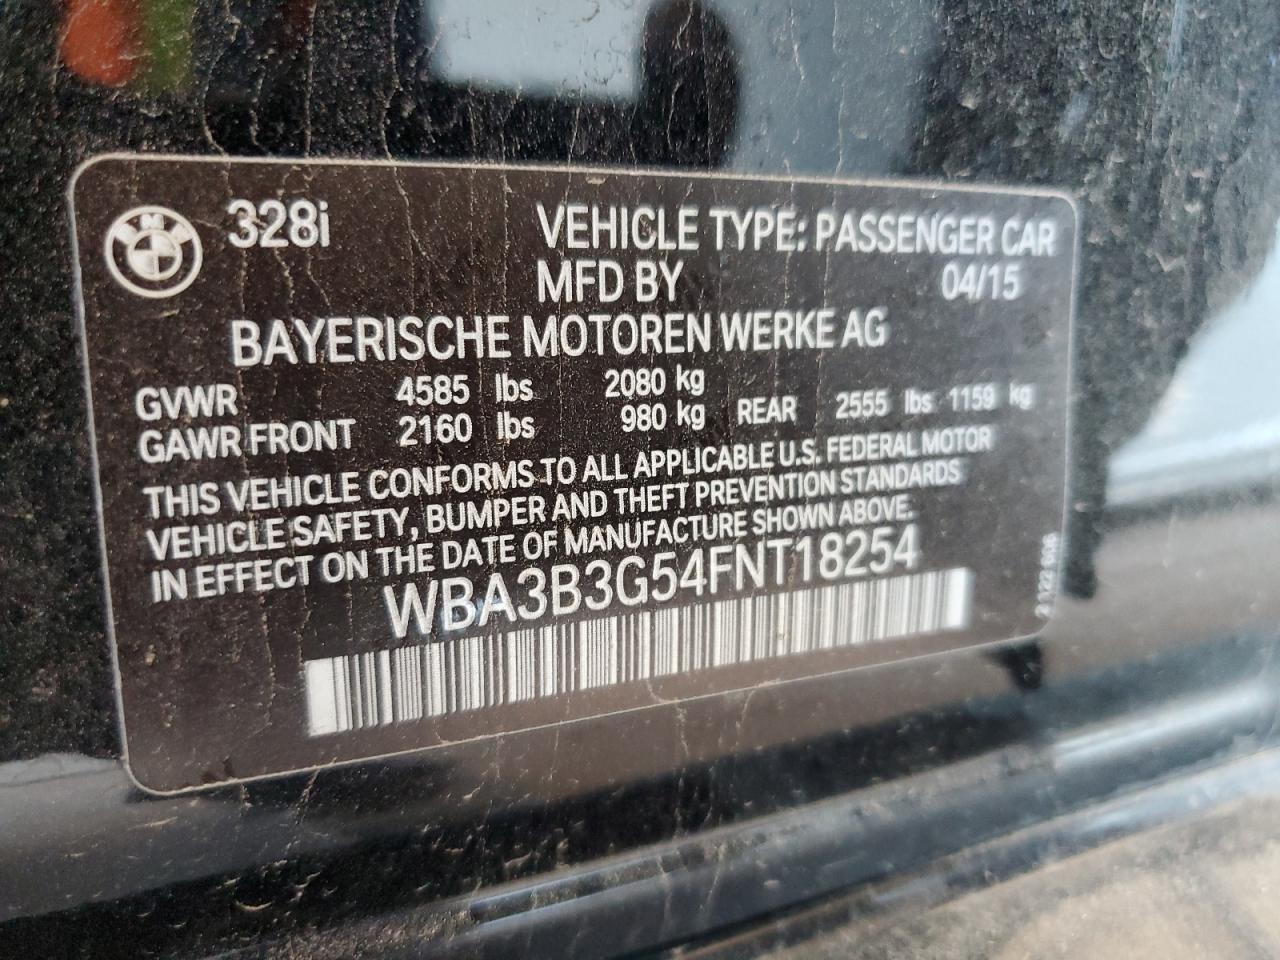 BMW 328i VEHICLE TYPE: PASSENGER CAR
MFD BY 04/15
BAYERISCHE MOTOREN WERKE AG
GVWR 4585 lbs 2080 kg
GAWR FRONT 2160 lbs 980 kg REAR 2555 lbs 1159 kg
THIS VEHICLE CONFORMS TO ALL APPLICABLE U.S. FEDERAL MOTOR
VEHICLE SAFETY, BUMPER AND THEFT PREVENTION STANDARDS
IN EFFECT ON THE DATE OF MANUFACTURE SHOWN ABOVE.
WBA3B3G54FNT18254